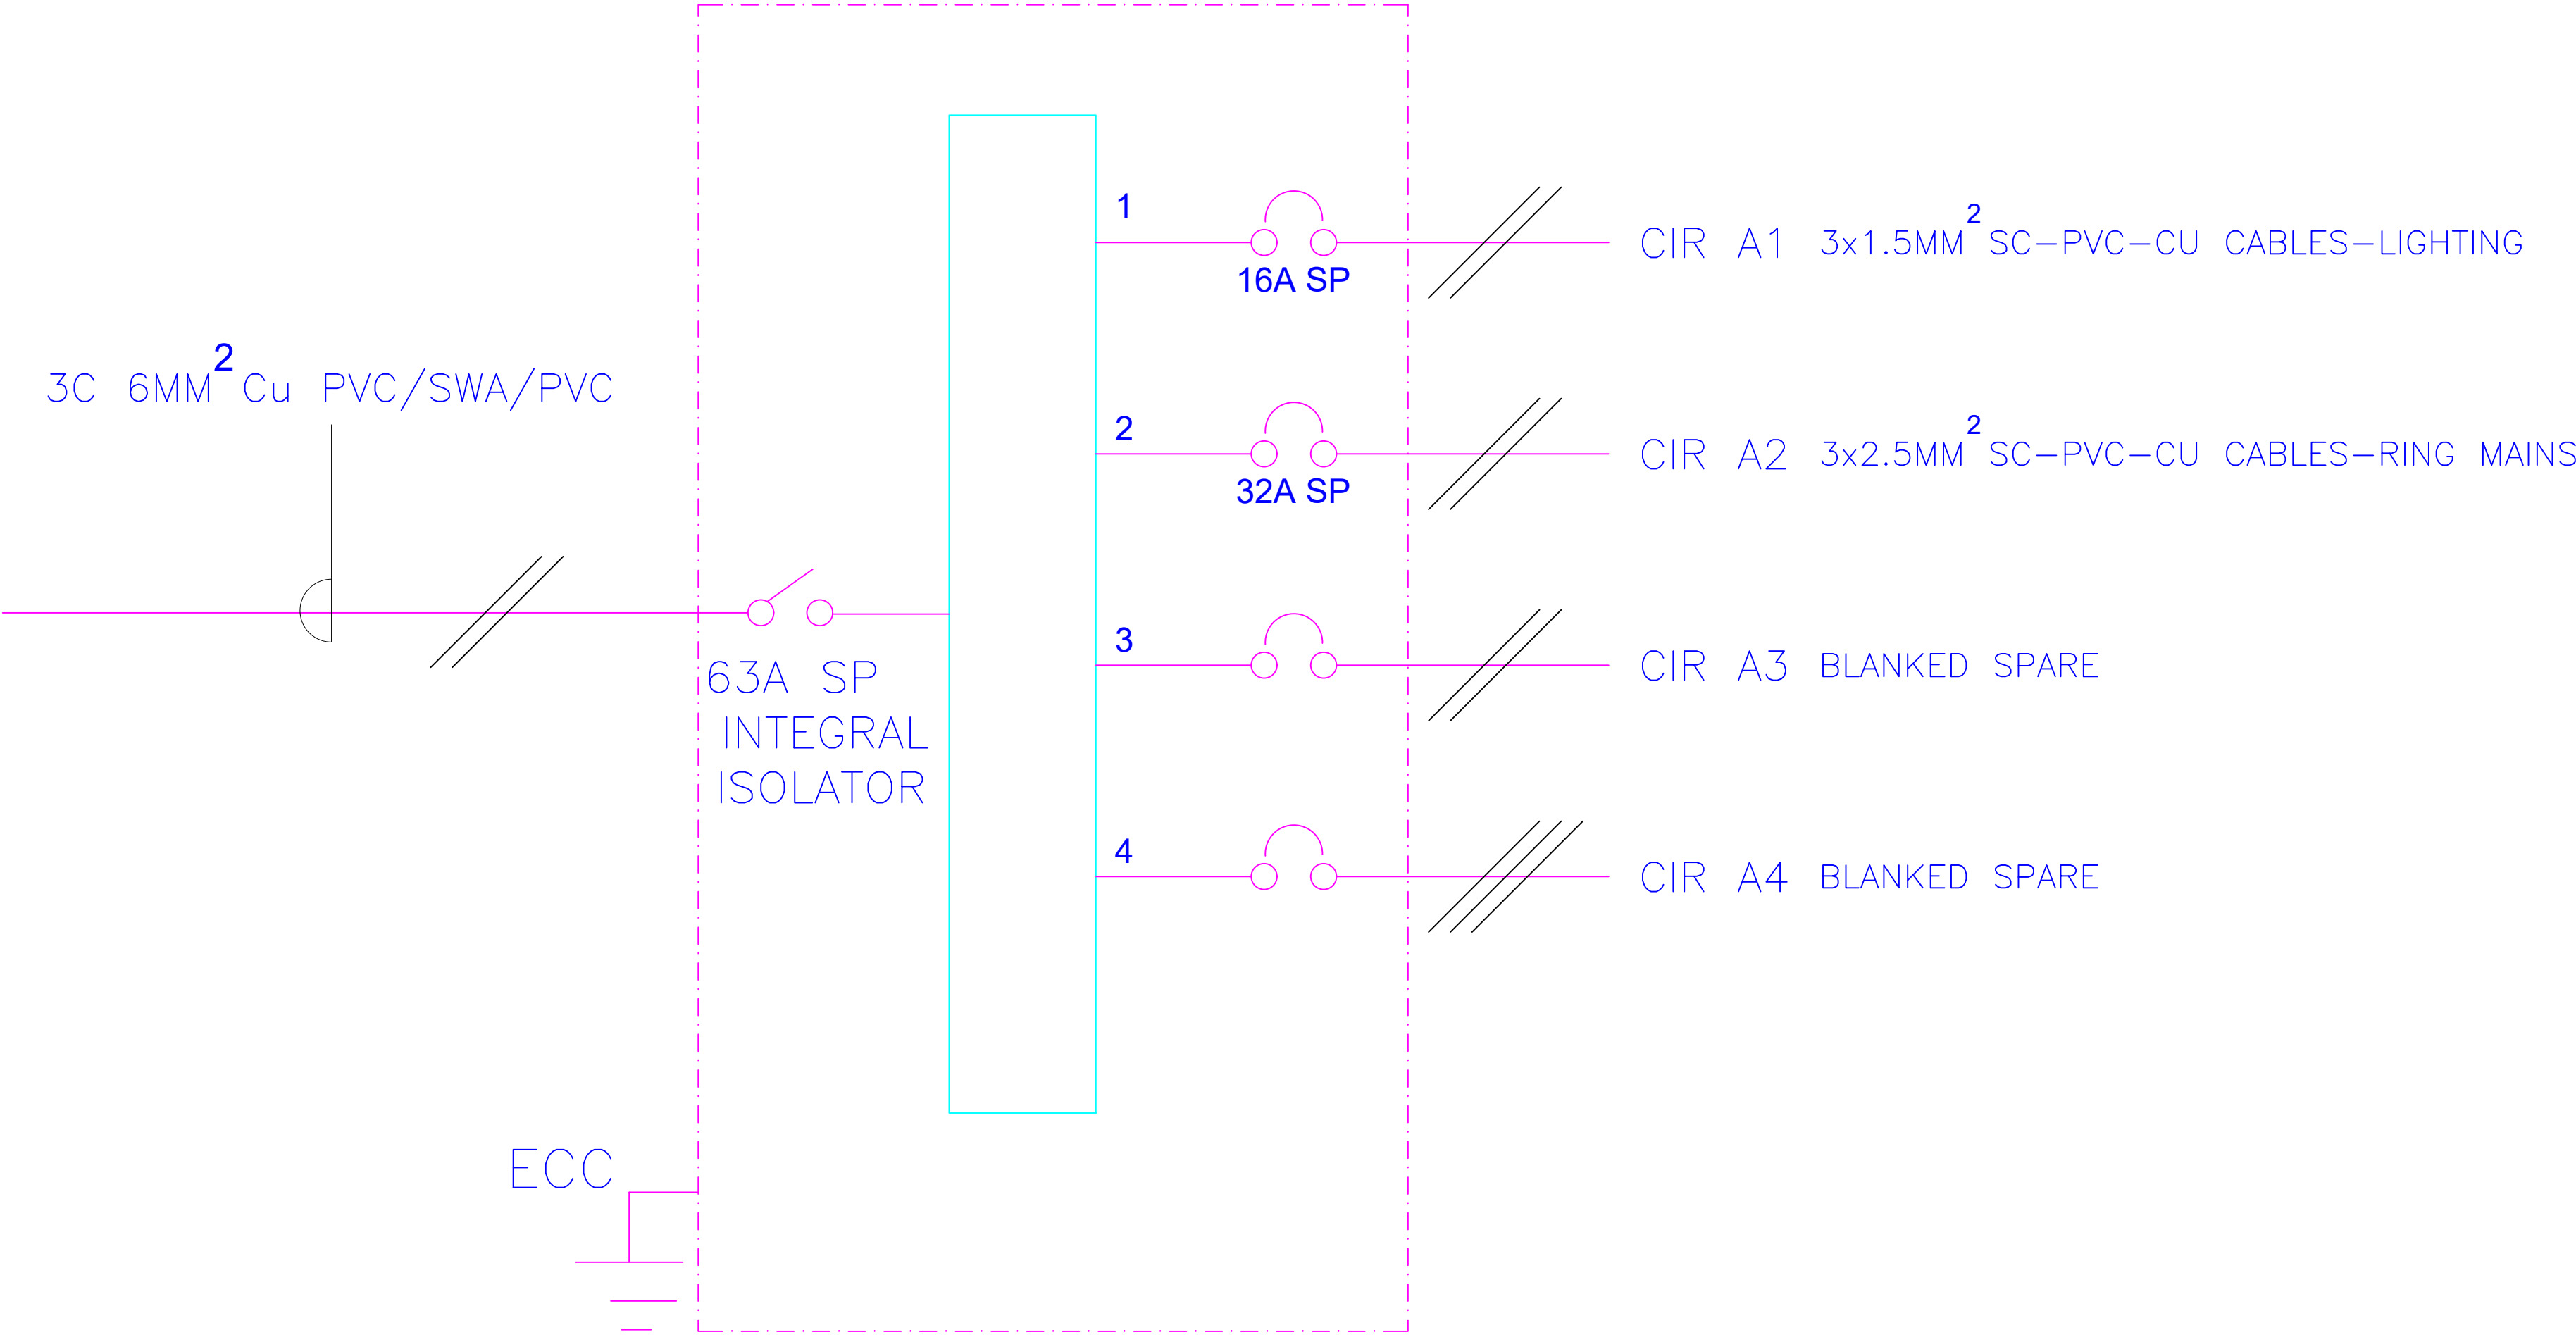 1
CIR A1 3x1.5MM² SC-PVC-CU CABLES-LIGHTING
16A SP
3C 6MM² Cu PVC/SWA/PVC
2
CIR A2 3x2.5MM² SC-PVC-CU CABLES-RING MAINS
32A SP
63A SP
INTEGRAL
ISOLATOR
3
CIR A3 BLANKED SPARE
4
CIR A4 BLANKED SPARE
ECC